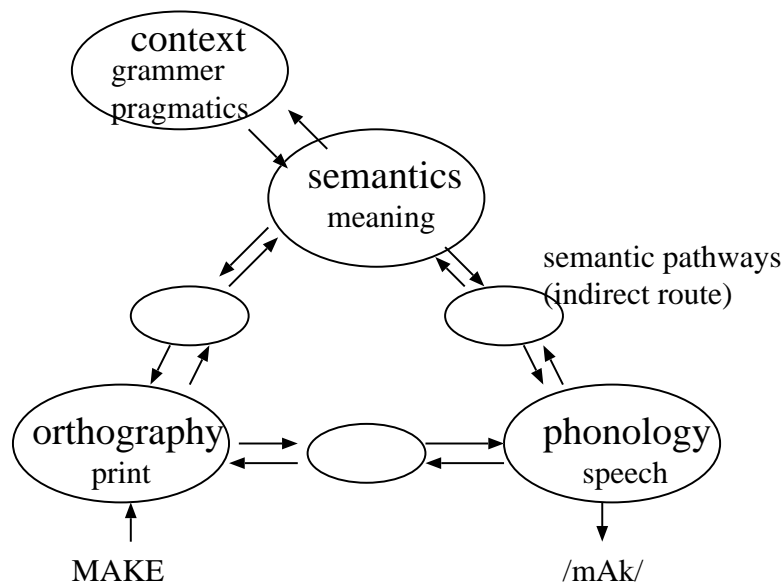 context
grammer
pragmatics
semantics
meaning
semantic pathways
(indirect route)
orthography
print
phonology
speech
MAKE
/mAk/